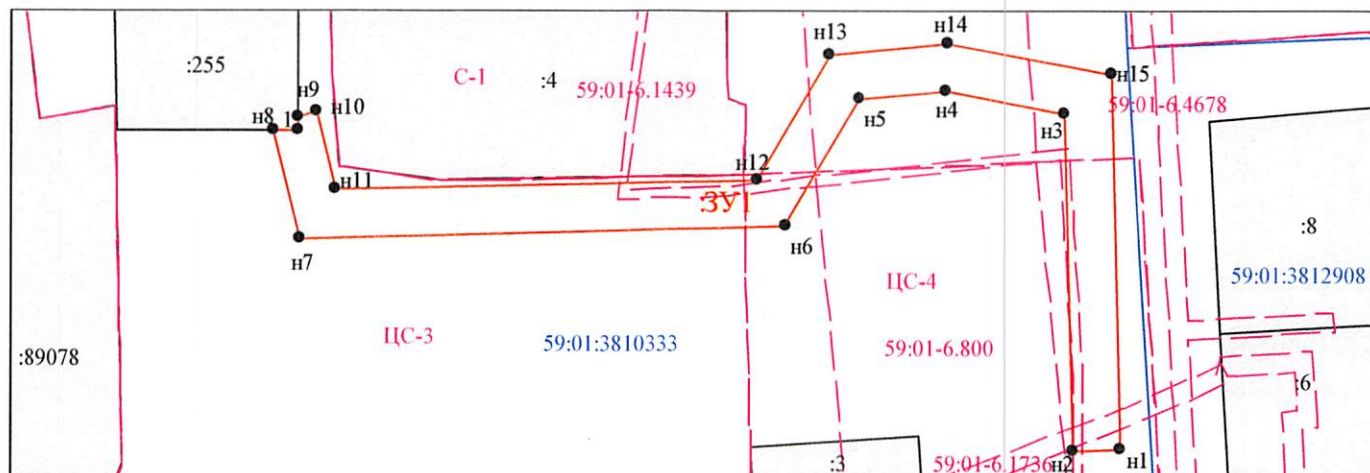 н13
н14
:255
С-1
:4
59:01-6.1439
н15
н9
н10
н5
н4
н3
59:01-6.4678
н8
1
н12
н11
:ЗУ1
н7
н6
:8
ЦС-4
59:01:3812908
ЦС-3
59:01:3810333
59:01-6.800
:89078
:6
:3
59:01-6.1736
н2
н1